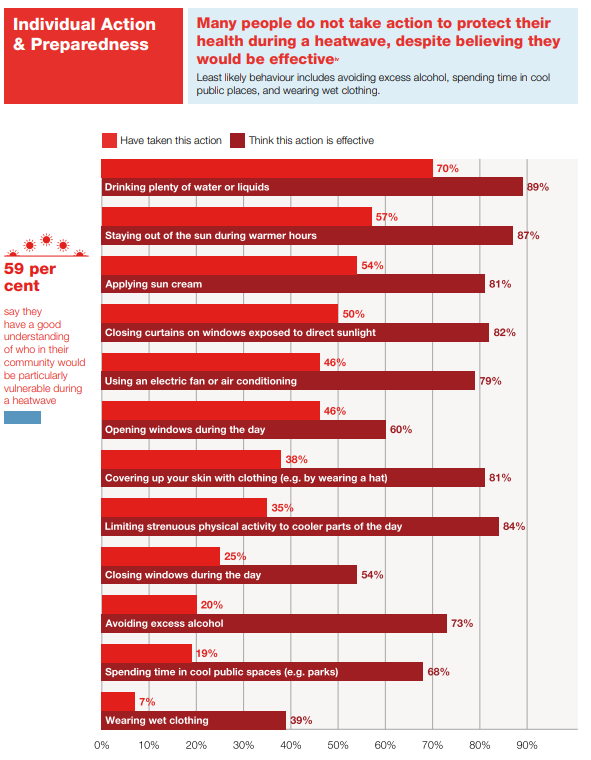 Individual Action
& Preparedness
Many people do not take action to protect their
health during a heatwave, despite believing they
would be effectiveⁱᵛ
Least likely behaviour includes avoiding excess alcohol, spending time in cool
public places, and wearing wet clothing.
Have taken this action
Think this action is effective
70%
Drinking plenty of water or liquids
89%
57%
Staying out of the sun during warmer hours
87%
54%
Applying sun cream
81%
50%
Closing curtains on windows exposed to direct sunlight
82%
46%
Using an electric fan or air conditioning
79%
46%
Opening windows during the day
60%
38%
Covering up your skin with clothing (e.g. by wearing a hat)
81%
35%
Limiting strenuous physical activity to cooler parts of the day
84%
25%
Closing windows during the day
54%
20%
Avoiding excess alcohol
73%
19%
Spending time in cool public spaces (e.g. parks)
68%
7%
Wearing wet clothing
39%
0%
10%
20%
30%
40%
50%
60%
70%
80%
90%
59 per
cent
say they
have a good
understanding
of who in their
community would
be particularly
vulnerable during
a heatwave